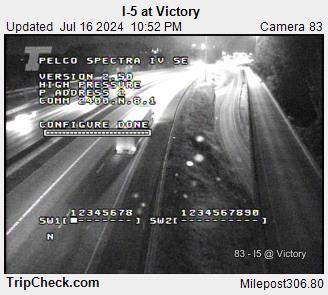 I-5 at Victory
Updated Jul 16 2024 10:52 PM Camera 83
PELCO SPECTRA IV SE
VERSION 2.50
HIGH PRESSURE
P ADDRESS 1
COMM 2400,N,8,1
CONFIGURE DONE
12345678 1234567890
SW1[ - - - - - - - ] SW2[ - - - - - - - - - - ]
N
83 - I5 @ Victory
TripCheck.com Milepost306.80